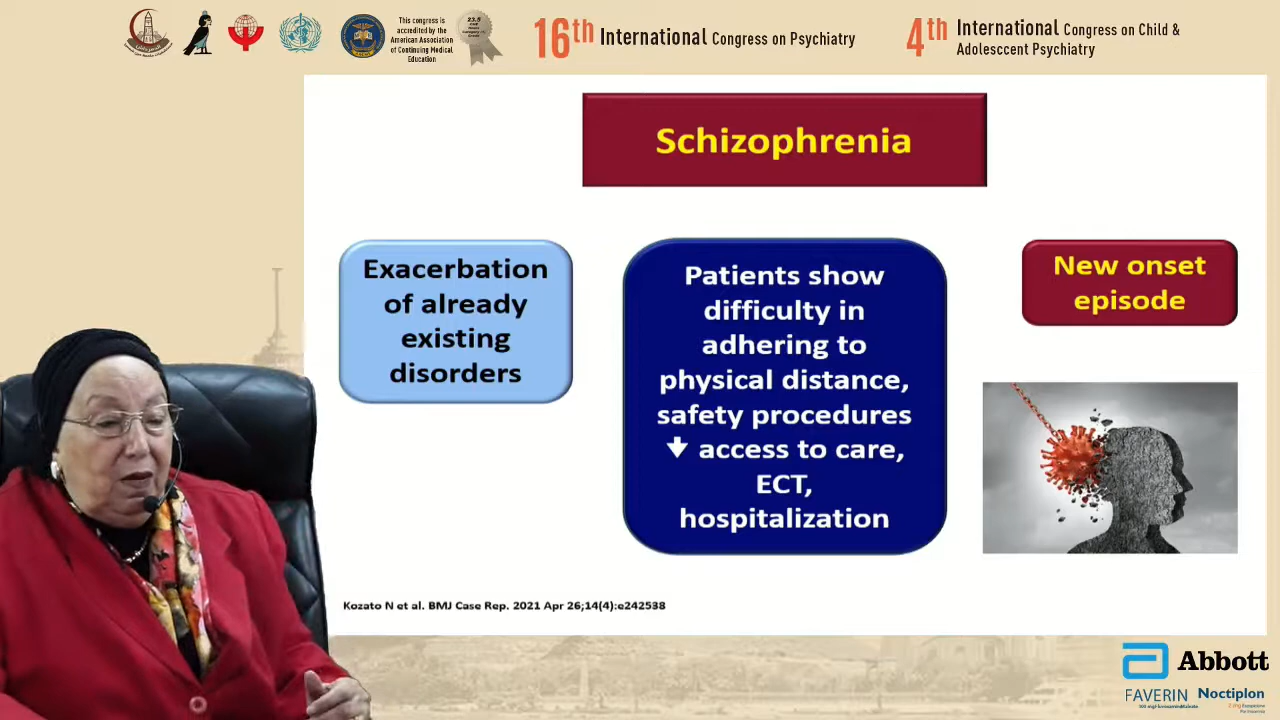 This congress is
accredited by the
American Association
of Continuing Medical
Education
23.5
16th International Congress on Psychiatry
4th International Congress on Child &
Adolesccent Psychiatry
Schizophrenia
Exacerbation
of already
existing
disorders
Patients show
difficulty in
adhering to
physical distance,
safety procedures
↓ access to care,
ECT,
hospitalization
New onset
episode
Kozato N et al. BMJ Case Rep. 2021 Apr 26;14(4):e242538
Abbott
FAVERIN Noctiplon